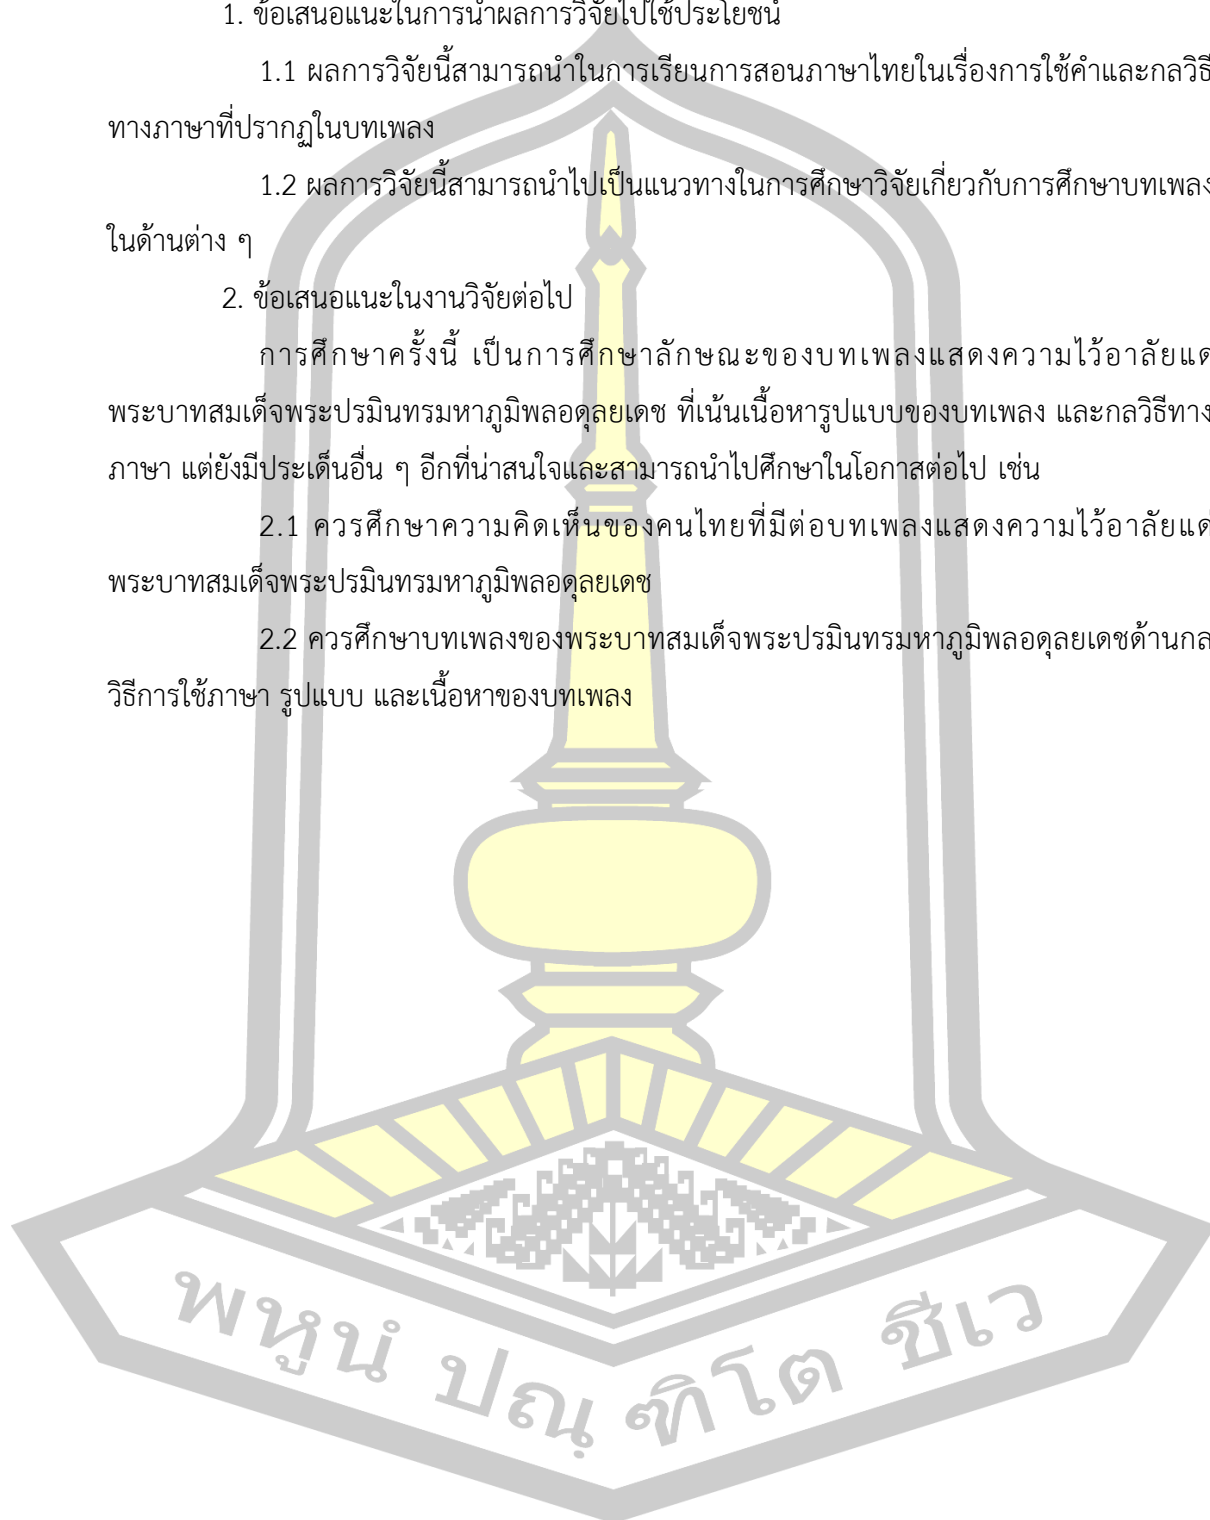 1. ข้อเสนอแนะในการนำผลการวิจัยไปใช้ประโยชน์
1.1 ผลการวิจัยนี้สามารถนำในการเรียนการสอนภาษาไทยในเรื่องการใช้คำและกลวิธี
ทางภาษาที่ปรากฏในบทเพลง
1.2 ผลการวิจัยนี้สามารถนำไปเป็นแนวทางในการศึกษาวิจัยเกี่ยวกับการศึกษาบทเพลง
ในด้านต่าง ๆ
2. ข้อเสนอแนะในงานวิจัยต่อไป
การศึกษาครั้งนี้ เป็นการศึกษาลักษณะของบทเพลงแสดงความไว้อาลัยแด่
พระบาทสมเด็จพระปรมินทรมหาภูมิพลอดุลยเดช ที่เน้นเนื้อหารูปแบบของบทเพลง และกลวิธีทาง
ภาษา แต่ยังมีประเด็นอื่น ๆ อีกที่น่าสนใจและสามารถนำไปศึกษาในโอกาสต่อไป เช่น
2.1 ควรศึกษาความคิดเห็นของคนไทยที่มีต่อบทเพลงแสดงความไว้อาลัยแด่
พระบาทสมเด็จพระปรมินทรมหาภูมิพลอดุลยเดช
2.2 ควรศึกษาบทเพลงของพระบาทสมเด็จพระปรมินทรมหาภูมิพลอดุลยเดชด้านกล
วิธีการใช้ภาษา รูปแบบ และเนื้อหาของบทเพลง
พหูนํ ปณฺฑิโต ชีเว